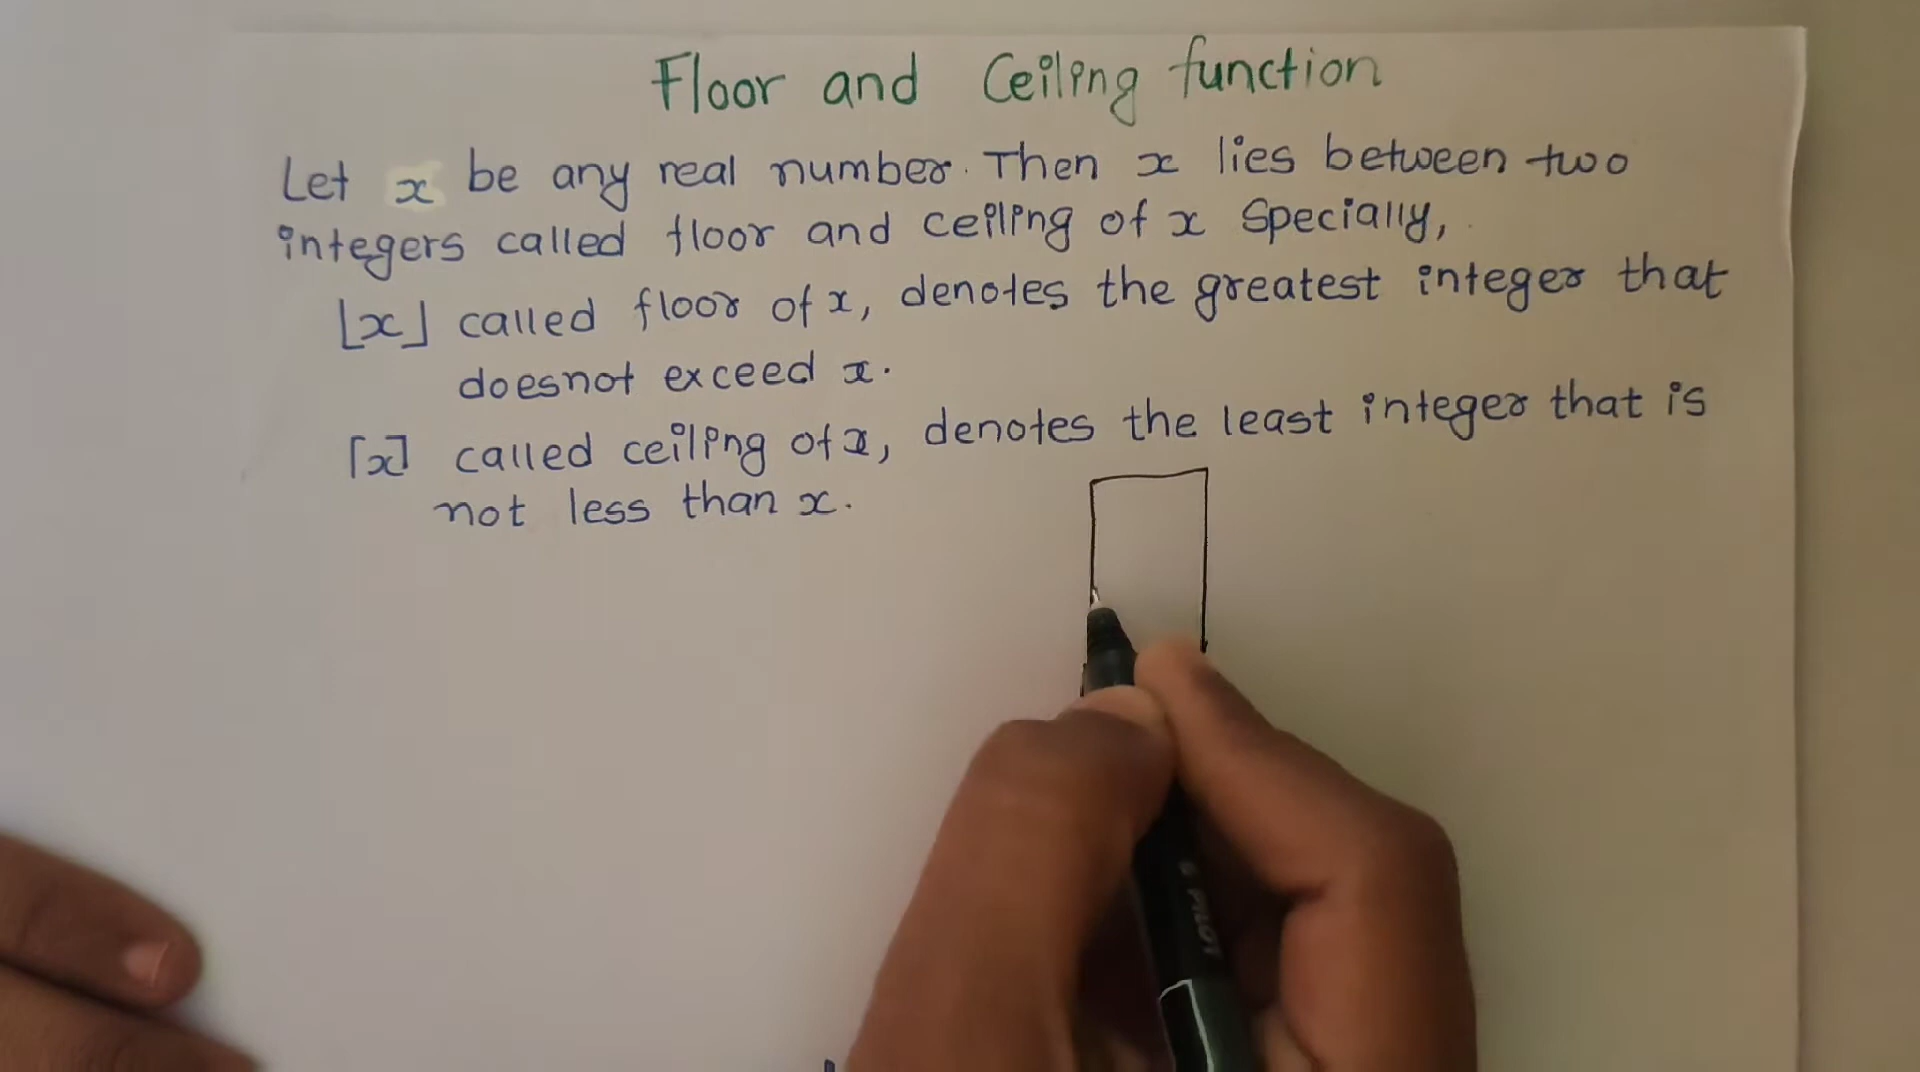 Floor and Ceiling function
Let x be any real number. Then x lies between two
integers called floor and ceiling of x Specially,
⌊x⌋ called floor of x, denotes the greatest integer that
doesnot exceed x.
⌈x⌉ called ceiling of x, denotes the least integer that is
not less than x.
PILOT